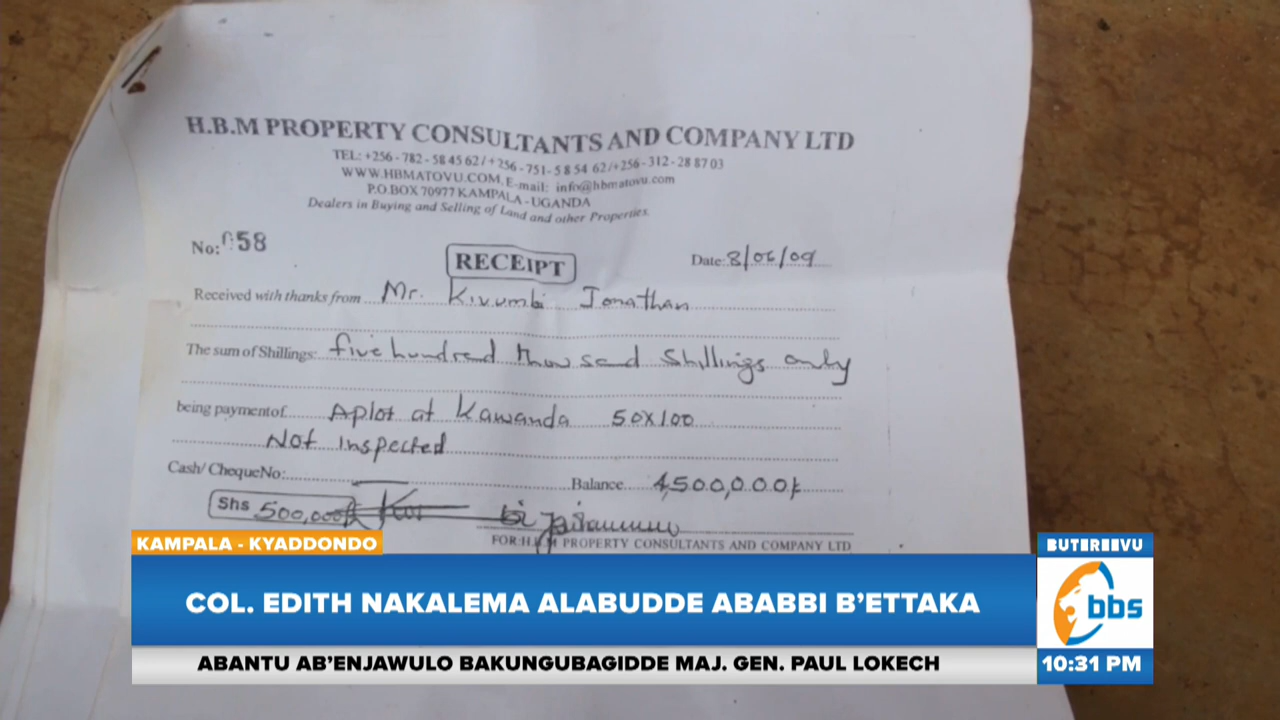 H.B.M PROPERTY CONSULTANTS AND COMPANY LTD
TEL: +256 - 782 - 58 45 62 / +256 - 751- 5 8 54 62 /+256 - 312 - 28 87 03
WWW.HBMATOVU.COM, E-mail: info@hbmatovu.com
P.O.BOX 70977 KAMPALA - UGANDA
Dealers in Buying and Selling of Land and other Properties.
No: 058
RECEIPT
Date 8/06/09
Received with thanks from Mr. Kivumbi Jonathan
The sum of Shillings: five hundred thousand Shillings only
being payment of Aplot at Kawanda 50x100
Not inspected
Cash/ Cheque No:
Balance 4,500,000/=
Shs 500,000/=
FOR: H.B.M PROPERTY CONSULTANTS AND COMPANY LTD
KAMPALA - KYADDONDO
BUTEREEVU
COL. EDITH NAKALEMA ALABUDDE ABABBI B'ETTAKA
bbs
ABANTU AB'ENJAWULO BAKUNGUBAGIDDE MAJ. GEN. PAUL LOKECH
10:31 PM